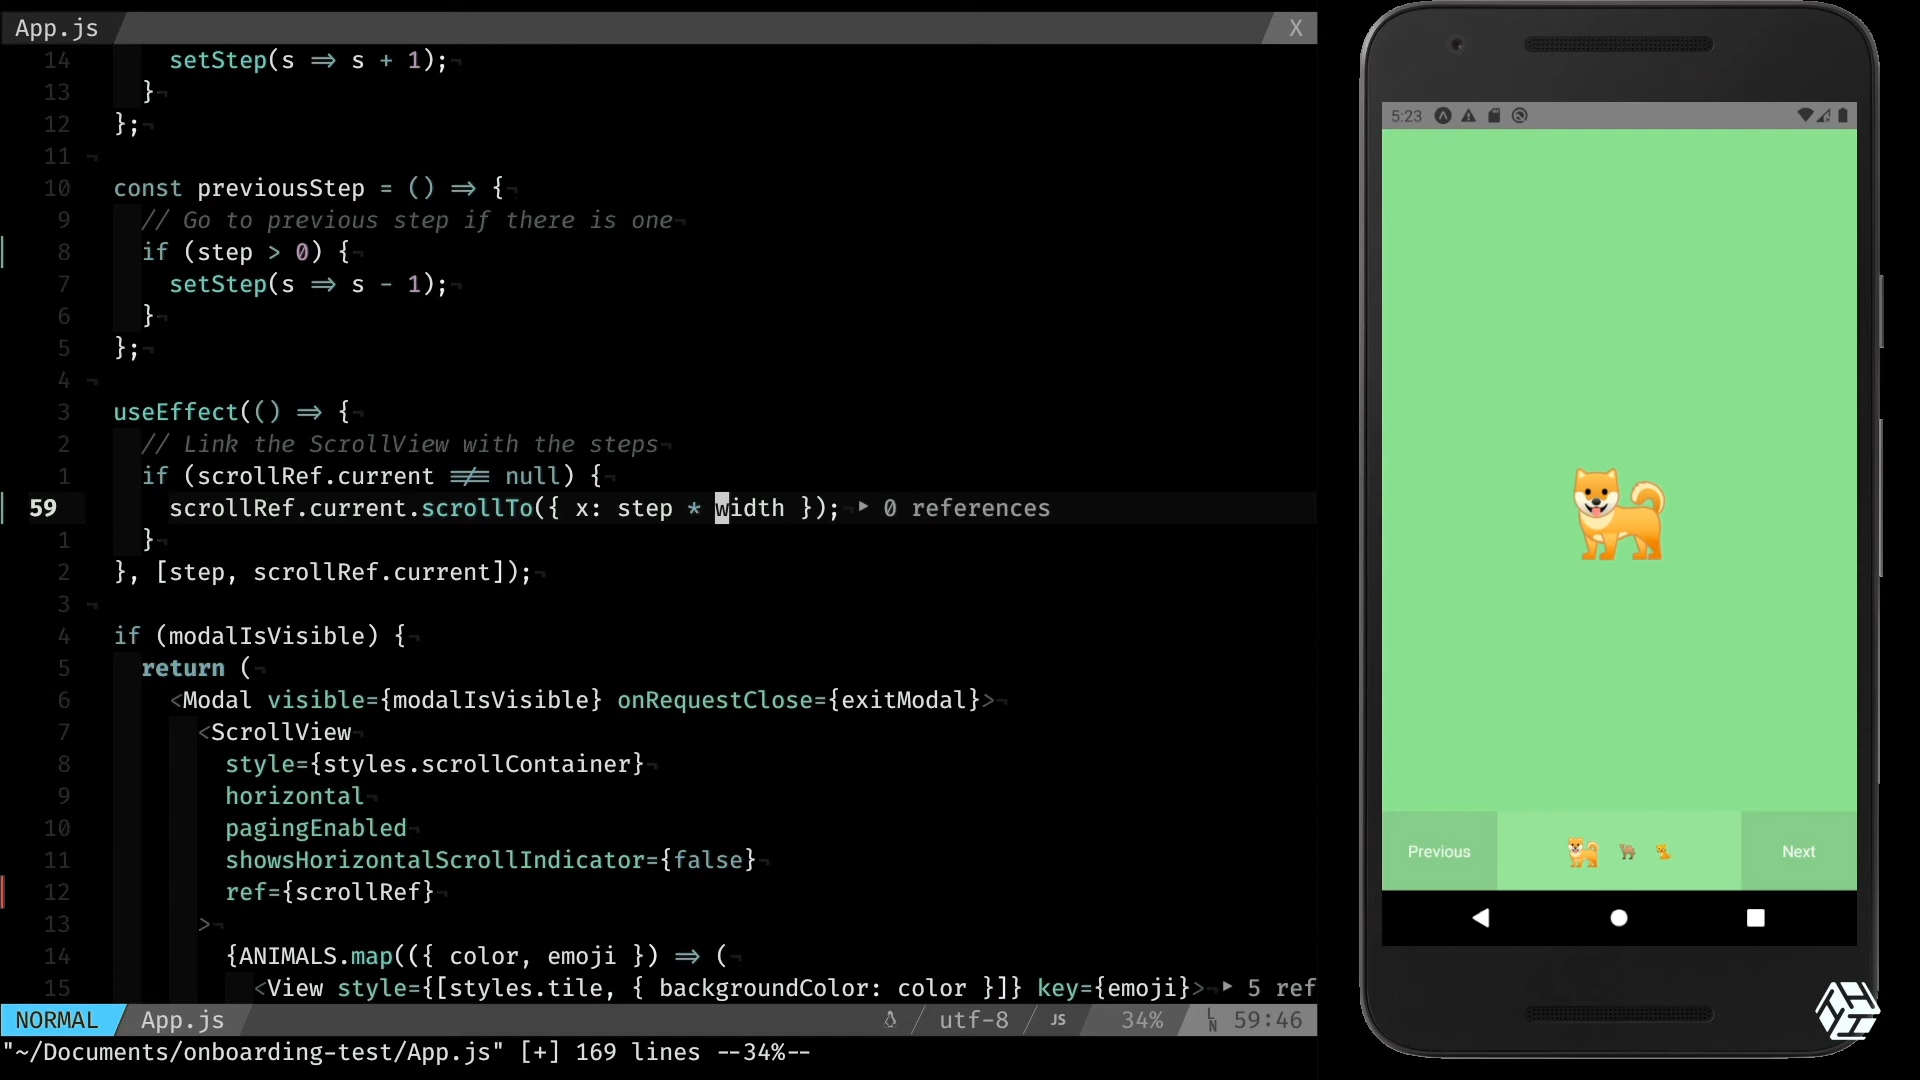 App.js
X
14 setStep(s ⇒ s + 1);¬
13 }¬
12 };¬
11 ¬
10 const previousStep = () ⇒ {¬
9 // Go to previous step if there is one¬
8 if (step > 0) {¬
7 setStep(s ⇒ s - 1);¬
6 }¬
5 };¬
4 ¬
3 useEffect(() ⇒ {¬
2 // Link the ScrollView with the steps¬
1 if (scrollRef.current !== null) {¬
59 scrollRef.current.scrollTo({ x: step * width });¬ ▸ 0 references
1 }¬
2 }, [step, scrollRef.current]);¬
3 ¬
4 if (modalIsVisible) {¬
5 return (¬
6 <Modal visible={modalIsVisible} onRequestClose={exitModal}>¬
7 <ScrollView¬
8 style={styles.scrollContainer}¬
9 horizontal¬
10 pagingEnabled¬
11 showsHorizontalScrollIndicator={false}¬
12 ref={scrollRef}¬
13 >¬
14 {ANIMALS.map(({ color, emoji }) ⇒ (¬
15 <View style={[styles.tile, { backgroundColor: color }]} key={emoji}>¬ ▸ 5 ref
NORMAL App.js utf-8 JS 34% LN 59:46
"~/Documents/onboarding-test/App.js" [+] 169 lines --34%--
5:23
Previous
Next